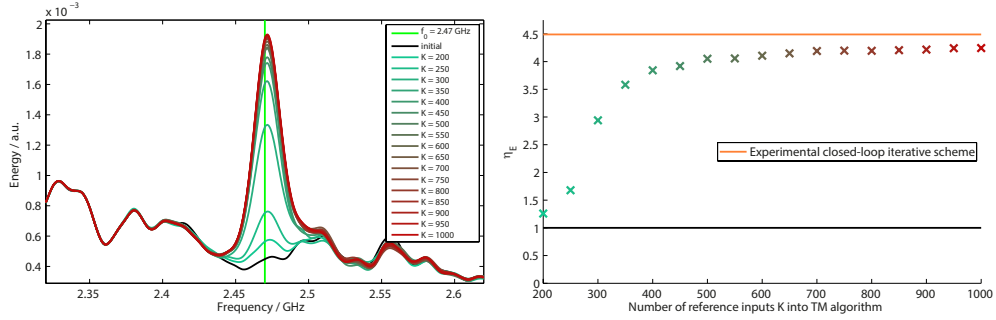 x 10⁻³
2
1.8
1.6
1.4
1.2
1
0.8
0.6
0.4
Energy / a.u.
2.35
2.4
2.45
2.5
2.55
2.6
Frequency / GHz
f₀ = 2.47 GHz
initial
K = 200
K = 250
K = 300
K = 350
K = 400
K = 450
K = 500
K = 550
K = 600
K = 650
K = 700
K = 750
K = 800
K = 850
K = 900
K = 950
K = 1000
4.5
4
3.5
3
2.5
2
1.5
1
0.5
0
η_E
Experimental closed-loop iterative scheme
200
300
400
500
600
700
800
900
1000
Number of reference inputs K into TM algorithm